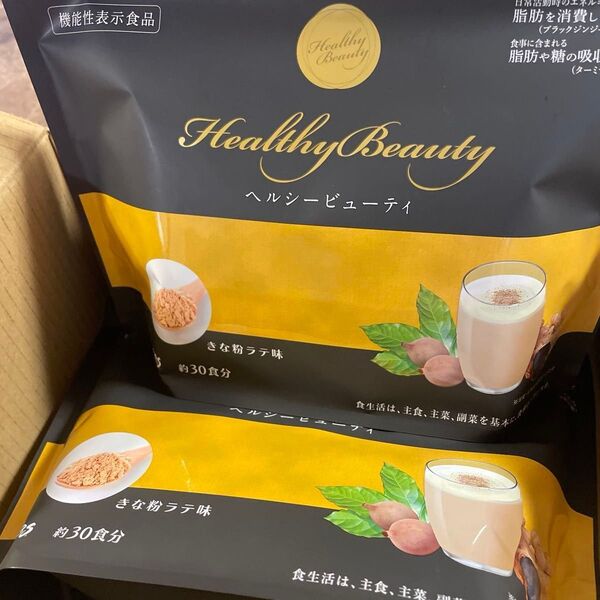 機能性表示食品
Healthy
Beauty
日常活動時のエネル
脂肪を消費し
(ブラックジンジ
食事に含まれる
脂肪や糖の吸収
(ターミ
Healthy Beauty
ヘルシービューティ
きな粉ラテ味
約30食分
食生活は、主食、主菜、副菜を基本に
ヘルシービューティ
きな粉ラテ味
約30食分
食生活は、主食、主菜、副菜